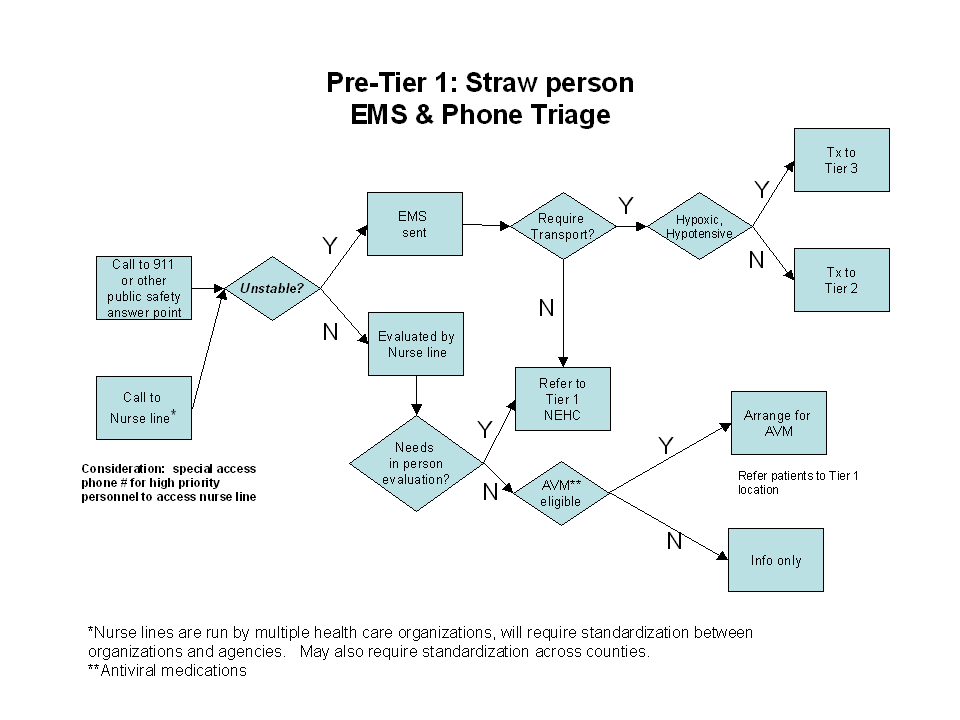 Pre-Tier 1: Straw person
EMS & Phone Triage
Tx to
Tier 3
Y
EMS
sent
Require
Transport?
Y
Hypoxic,
Hypotensive
N
Tx to
Tier 2
Call to 911
or other
public safety
answer point
Unstable?
Y
N
N
Evaluated by
Nurse line
Call to
Nurse line*
Refer to
Tier 1
NEHC
Needs
in person
evaluation?
Y
N
AVM**
eligible
Y
Arrange for
AVM
Consideration: special access
phone # for high priority
personnel to access nurse line
Refer patients to Tier 1
location
N
Info only
*Nurse lines are run by multiple health care organizations, will require standardization between
organizations and agencies. May also require standardization across counties.
**Antiviral medications